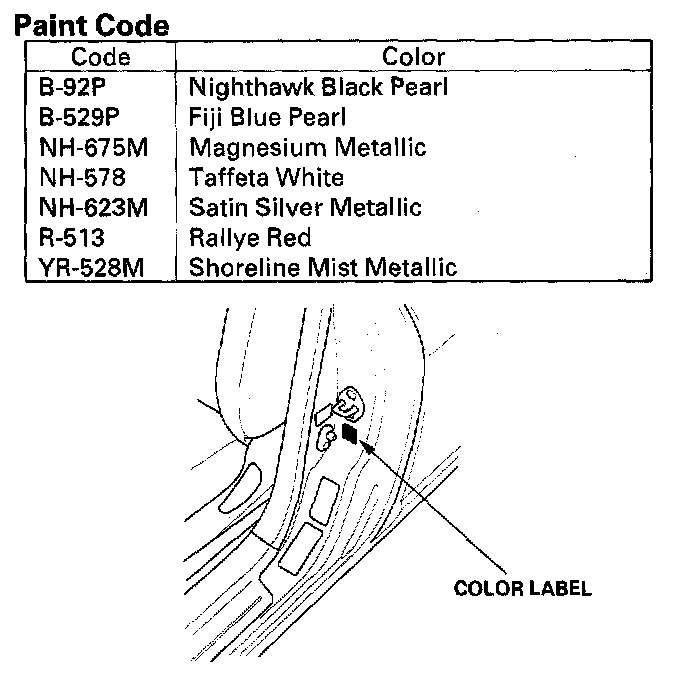 Paint Code
Code Color
B-92P Nighthawk Black Pearl
B-529P Fiji Blue Pearl
NH-675M Magnesium Metallic
NH-578 Taffeta White
NH-623M Satin Silver Metallic
R-513 Rallye Red
YR-528M Shoreline Mist Metallic
COLOR LABEL